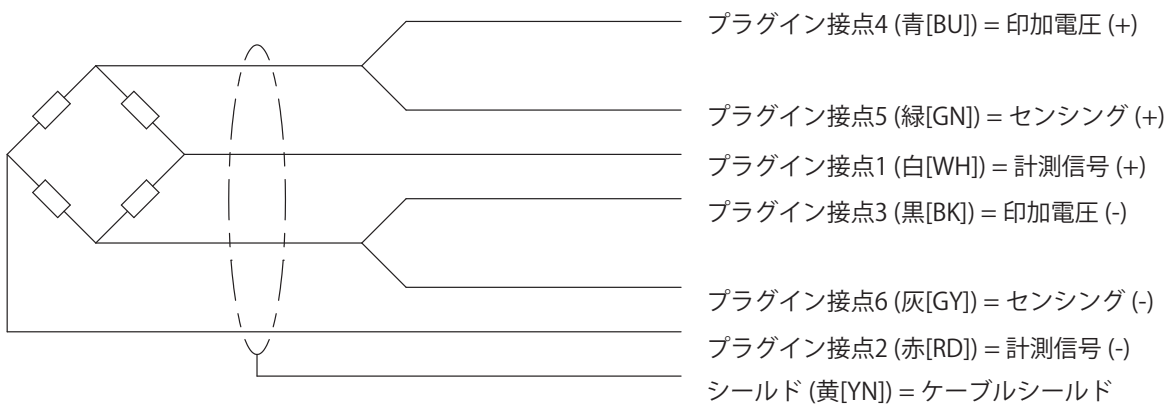 プラグイン接点4 (青[BU]) = 印加電圧 (+)
プラグイン接点5 (緑[GN]) = センシング (+)
プラグイン接点1 (白[WH]) = 計測信号 (+)
プラグイン接点3 (黒[BK]) = 印加電圧 (-)
プラグイン接点6 (灰[GY]) = センシング (-)
プラグイン接点2 (赤[RD]) = 計測信号 (-)
シールド (黄[YN]) = ケーブルシールド